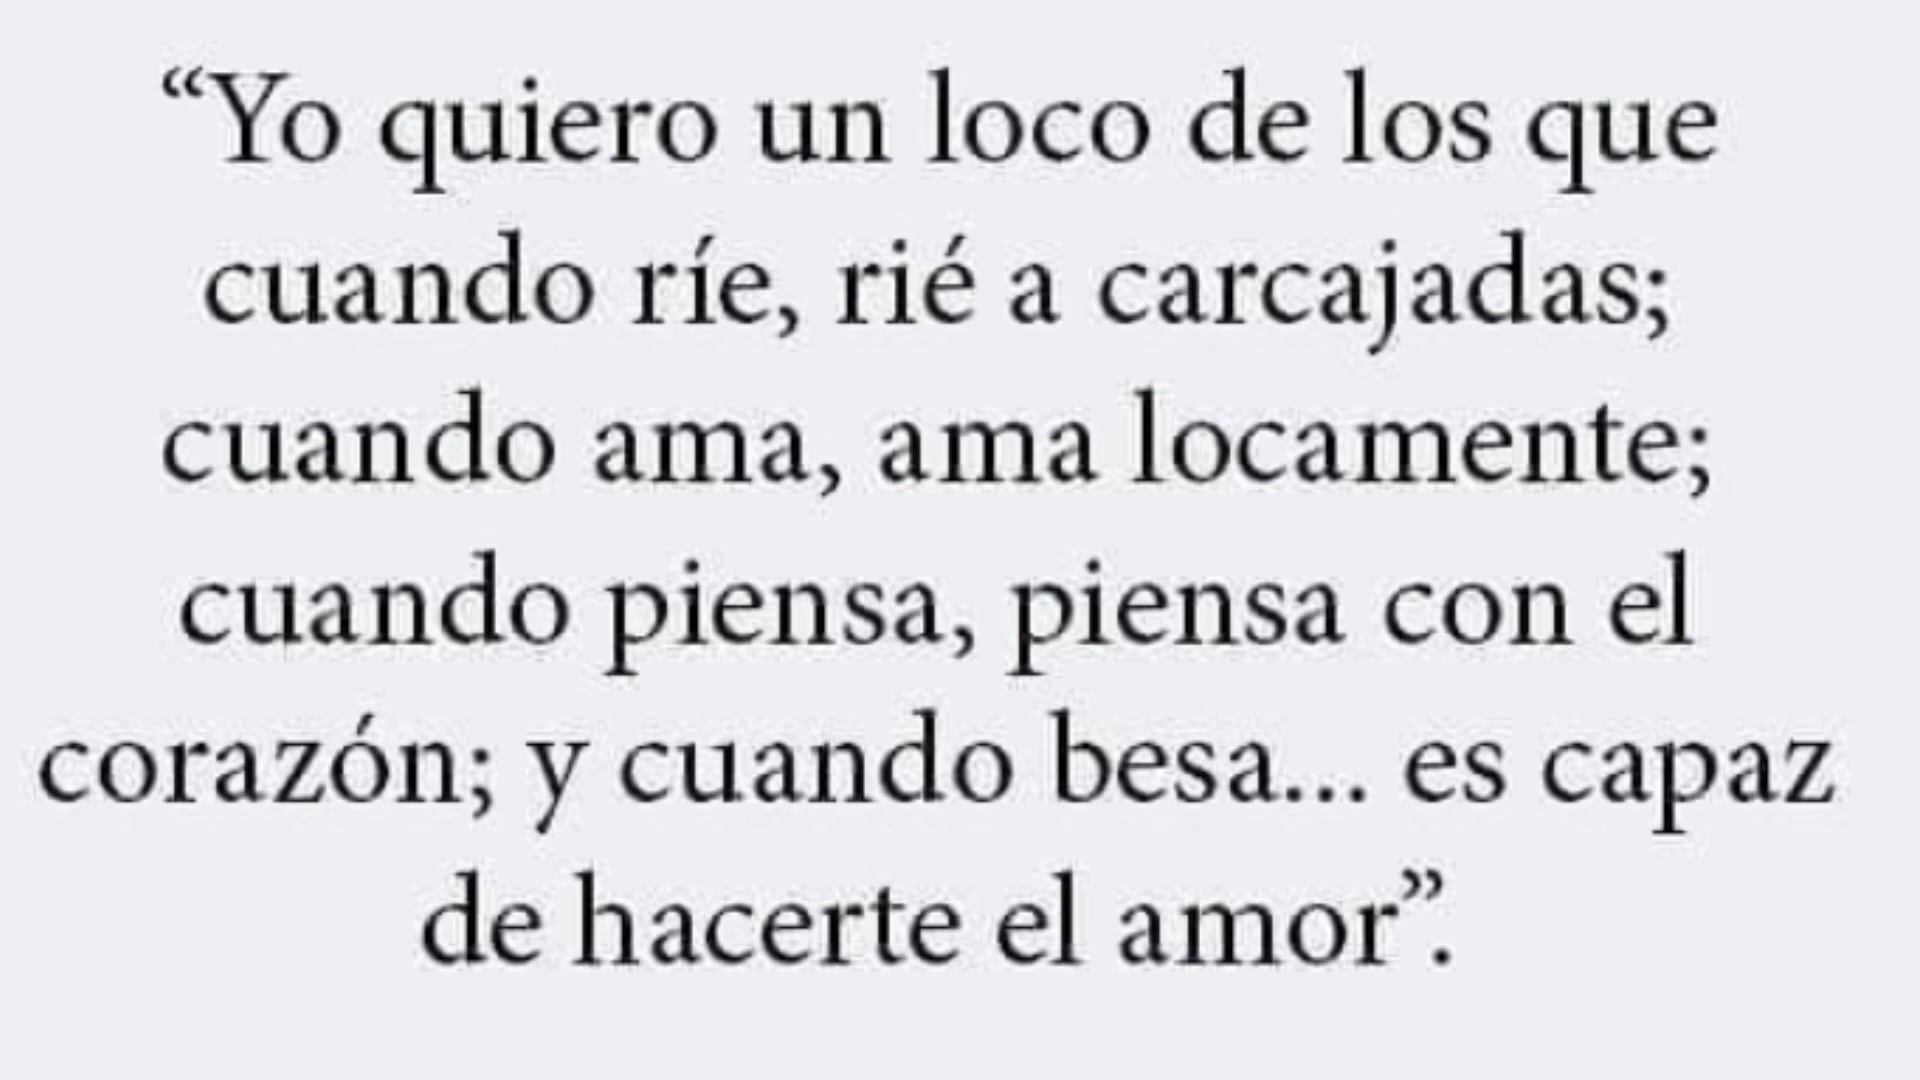 “Yo quiero un loco de los que
cuando ríe, rié a carcajadas;
cuando ama, ama locamente;
cuando piensa, piensa con el
corazón; y cuando besa... es capaz
de hacerte el amor”.